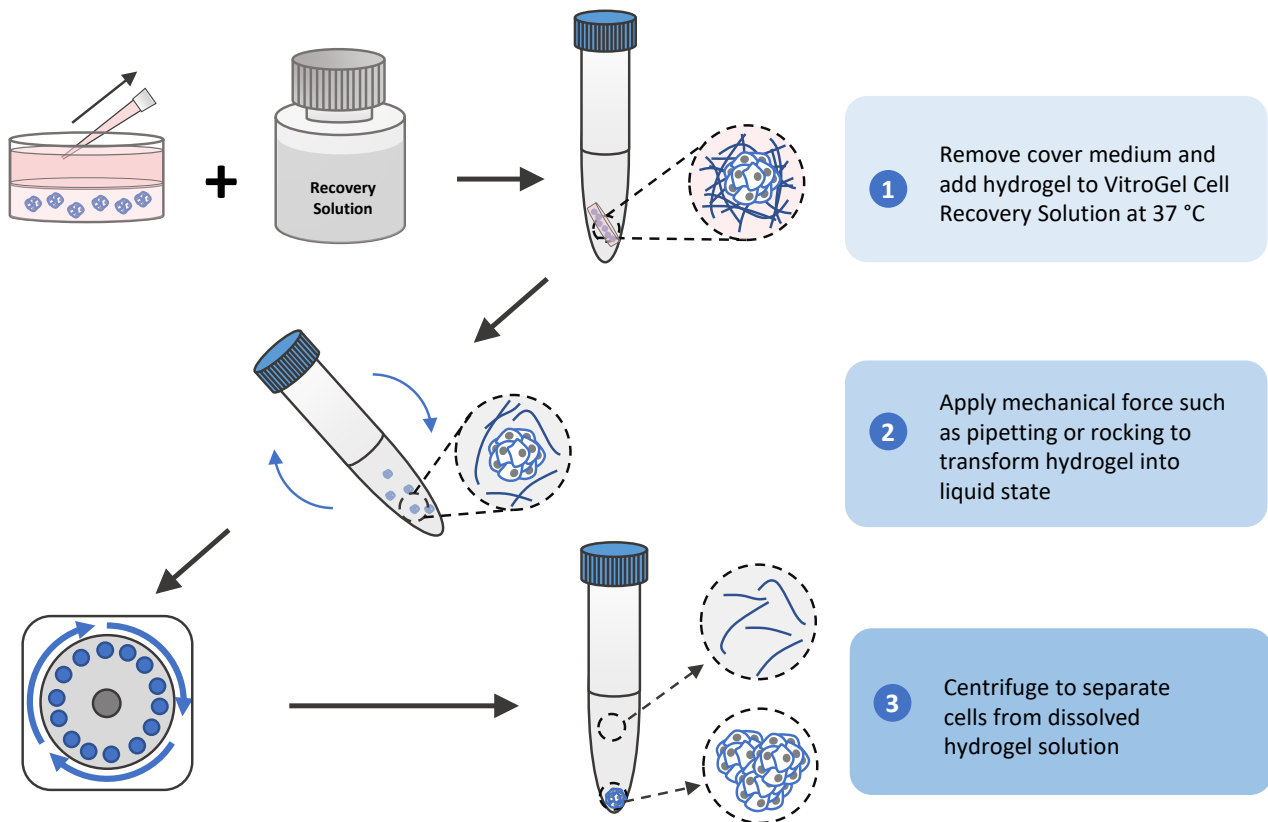 Recovery
Solution
1
Remove cover medium and
add hydrogel to VitroGel Cell
Recovery Solution at 37 °C
2
Apply mechanical force such
as pipetting or rocking to
transform hydrogel into
liquid state
3
Centrifuge to separate
cells from dissolved
hydrogel solution